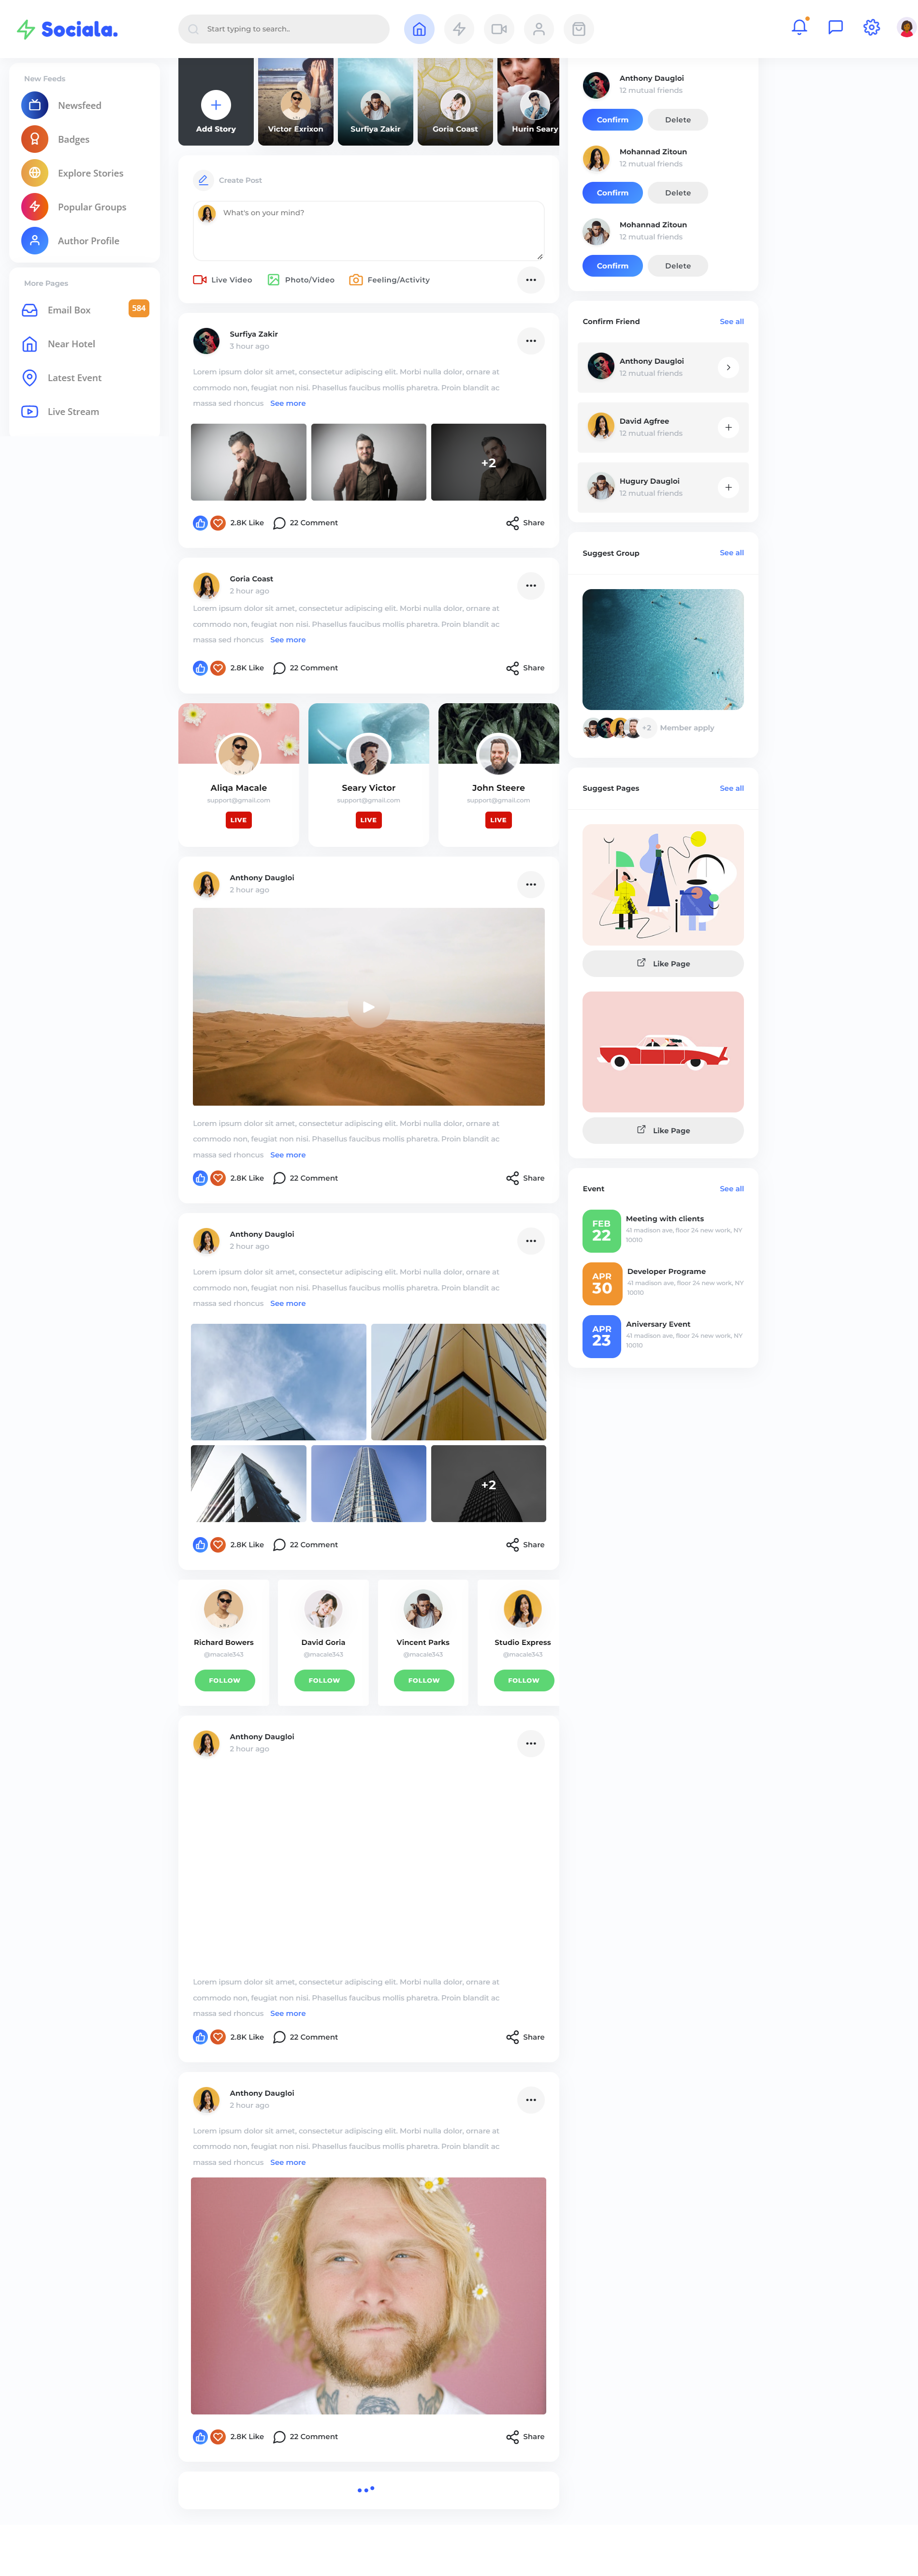 Sociala.
Start typing to search..
New Feeds
Newsfeed
Badges
Explore Stories
Popular Groups
Author Profile
More Pages
Email Box
584
Near Hotel
Latest Event
Live Stream
Add Story
Victor Exrixon
Surfiya Zakir
Goria Coast
Hurin Seary
Create Post
What's on your mind?
Live Video
Photo/Video
Feeling/Activity
Surfiya Zakir
3 hour ago
Lorem ipsum dolor sit amet, consectetur adipiscing elit. Morbi nulla dolor, ornare at
commodo non, feugiat non nisi. Phasellus faucibus mollis pharetra. Proin blandit ac
massa sed rhoncus See more
+2
2.8K Like
22 Comment
Share
Goria Coast
2 hour ago
Lorem ipsum dolor sit amet, consectetur adipiscing elit. Morbi nulla dolor, ornare at
commodo non, feugiat non nisi. Phasellus faucibus mollis pharetra. Proin blandit ac
massa sed rhoncus See more
2.8K Like
22 Comment
Share
Aliqa Macale
support@gmail.com
LIVE
Seary Victor
support@gmail.com
LIVE
John Steere
support@gmail.com
LIVE
Anthony Daugloi
2 hour ago
Lorem ipsum dolor sit amet, consectetur adipiscing elit. Morbi nulla dolor, ornare at
commodo non, feugiat non nisi. Phasellus faucibus mollis pharetra. Proin blandit ac
massa sed rhoncus See more
2.8K Like
22 Comment
Share
Anthony Daugloi
2 hour ago
Lorem ipsum dolor sit amet, consectetur adipiscing elit. Morbi nulla dolor, ornare at
commodo non, feugiat non nisi. Phasellus faucibus mollis pharetra. Proin blandit ac
massa sed rhoncus See more
+2
2.8K Like
22 Comment
Share
Richard Bowers
@macale343
FOLLOW
David Goria
@macale343
FOLLOW
Vincent Parks
@macale343
FOLLOW
Studio Express
@macale343
FOLLOW
Anthony Daugloi
2 hour ago
Lorem ipsum dolor sit amet, consectetur adipiscing elit. Morbi nulla dolor, ornare at
commodo non, feugiat non nisi. Phasellus faucibus mollis pharetra. Proin blandit ac
massa sed rhoncus See more
2.8K Like
22 Comment
Share
Anthony Daugloi
2 hour ago
Lorem ipsum dolor sit amet, consectetur adipiscing elit. Morbi nulla dolor, ornare at
commodo non, feugiat non nisi. Phasellus faucibus mollis pharetra. Proin blandit ac
massa sed rhoncus See more
2.8K Like
22 Comment
Share
Anthony Daugloi
12 mutual friends
Confirm
Delete
Mohannad Zitoun
12 mutual friends
Confirm
Delete
Mohannad Zitoun
12 mutual friends
Confirm
Delete
Confirm Friend
See all
Anthony Daugloi
12 mutual friends
David Agfree
12 mutual friends
Hugury Daugloi
12 mutual friends
Suggest Group
See all
+2
Member apply
Suggest Pages
See all
Like Page
Like Page
Event
See all
FEB
22
Meeting with clients
41 madison ave, floor 24 new work, NY
10010
APR
30
Developer Programe
41 madison ave, floor 24 new work, NY
10010
APR
23
Aniversary Event
41 madison ave, floor 24 new work, NY
10010